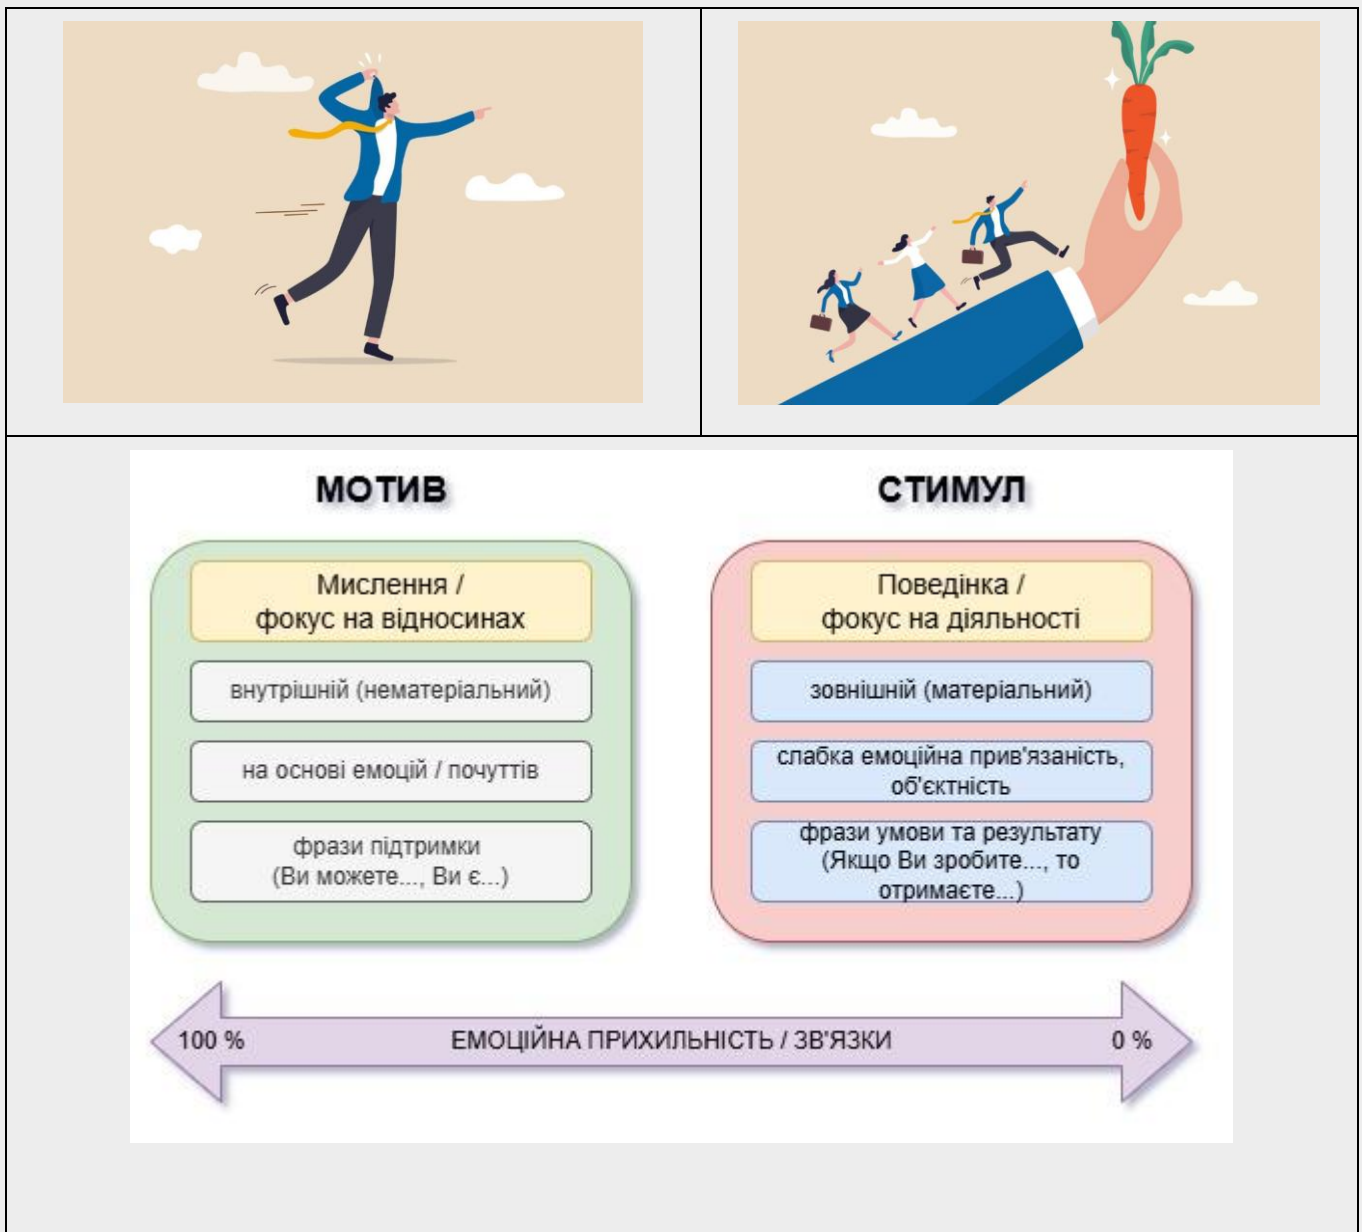 МОТИВ
СТИМУЛ
Мислення /
фокус на відносинах
внутрішній (нематеріальний)
на основі емоцій / почуттів
фрази підтримки
(Ви можете..., Ви є...)
Поведінка /
фокус на діяльності
зовнішній (матеріальний)
слабка емоційна прив'язаність,
об'єктність
фрази умови та результату
(Якщо Ви зробите..., то
отримаєте...)
100 %
ЕМОЦІЙНА ПРИХИЛЬНІСТЬ / ЗВ'ЯЗКИ
0 %